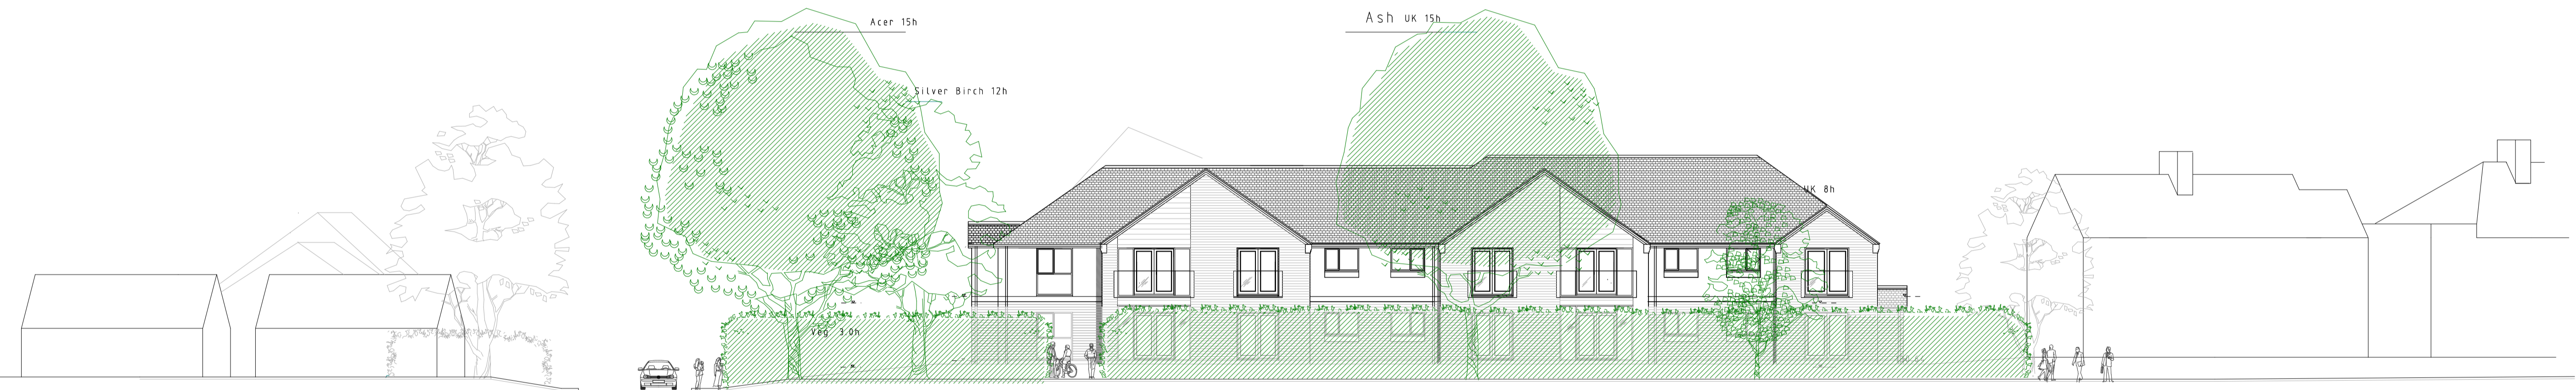 Acer 15h
Ash UK 15h
Silver Birch 12h
UK 8h
Veg 3.0h